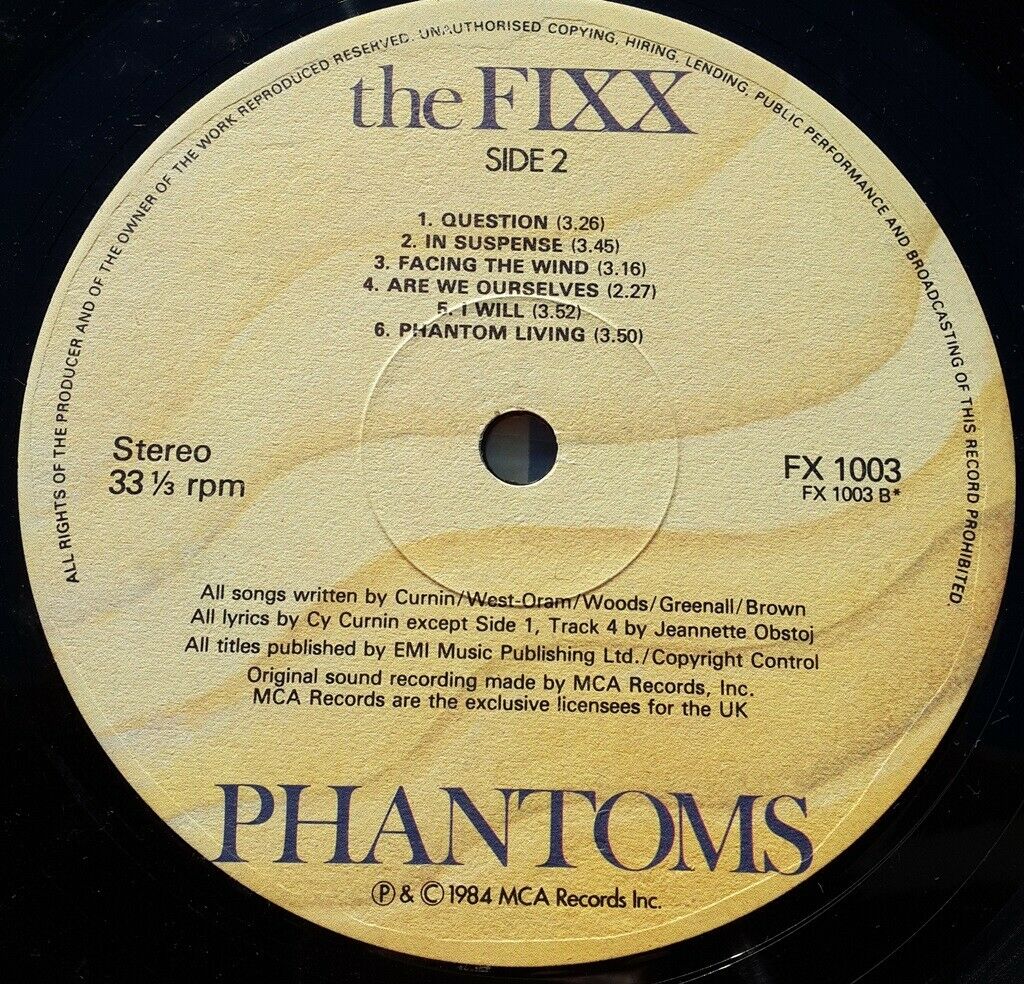 ALL RIGHTS OF THE PRODUCER AND OF THE OWNER OF THE WORK REPRODUCED RESERVED. UNAUTHORISED COPYING, HIRING, LENDING, PUBLIC PERFORMANCE AND BROADCASTING OF THIS RECORD PROHIBITED.
the FIXX
SIDE 2
1. QUESTION (3.26)
2. IN SUSPENSE (3.45)
3. FACING THE WIND (3.16)
4. ARE WE OURSELVES (2.27)
5. I WILL (3.52)
6. PHANTOM LIVING (3.50)
Stereo
33 ⅓ rpm
FX 1003
FX 1003 B*
All songs written by Curnin/West-Oram/Woods/Greenall/Brown
All lyrics by Cy Curnin except Side 1, Track 4 by Jeannette Obstoj
All titles published by EMI Music Publishing Ltd./Copyright Control
Original sound recording made by MCA Records, Inc.
MCA Records are the exclusive licensees for the UK
PHANTOMS
℗ & © 1984 MCA Records Inc.